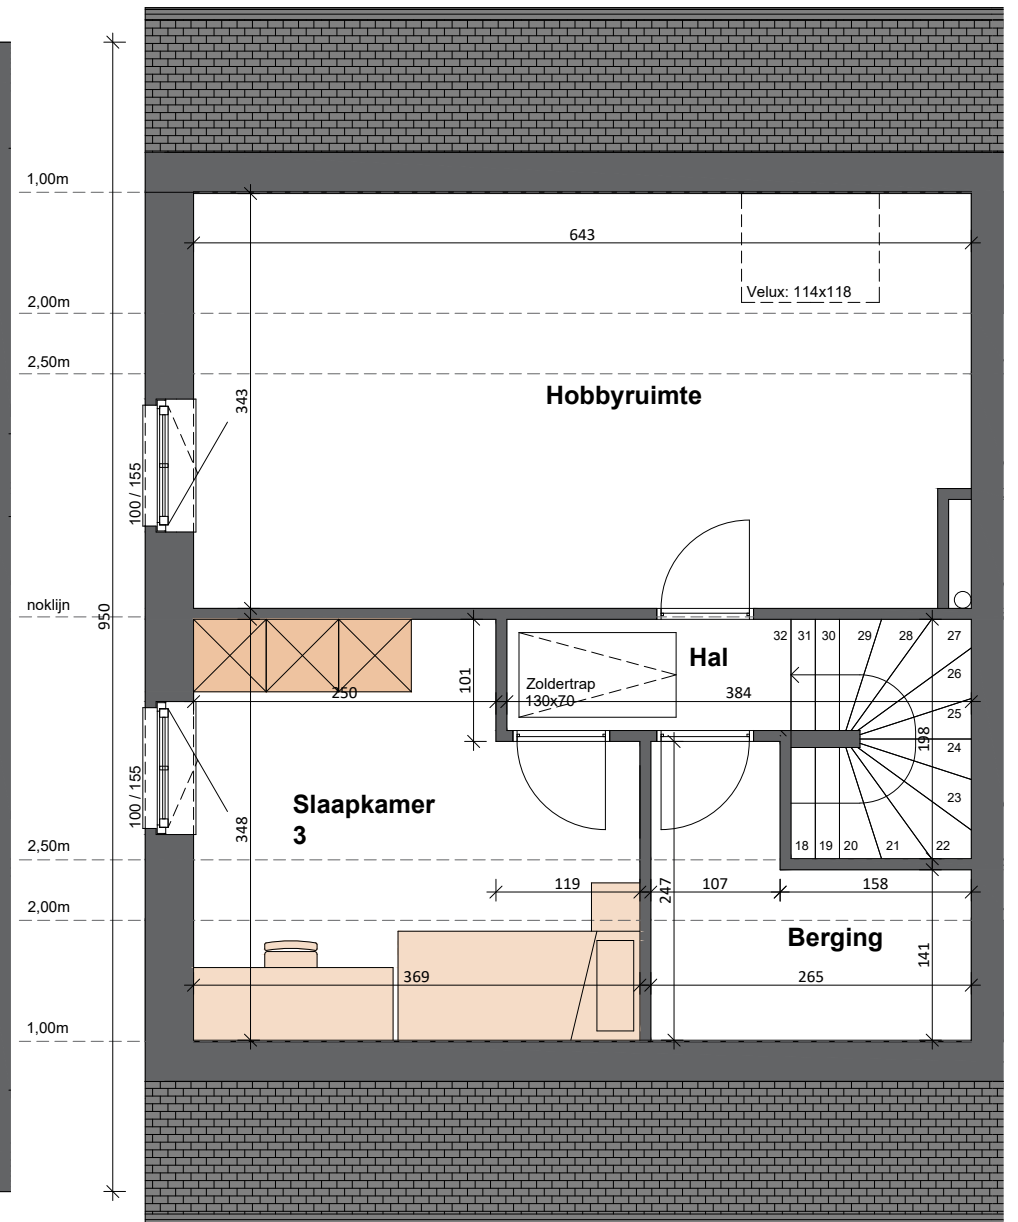 1,00m
643
Velux: 114x118
2,00m
2,50m
Hobbyruimte
343
100 / 155
noklijn
950
32 31 30 29 28 27
Hal
26
Zoldertrap
130x70
101
250
384
25
198
24
23
100 / 155
Slaapkamer
3
348
2,50m
18 19 20 21 22
119
107
158
247
2,00m
Berging
141
369
265
1,00m